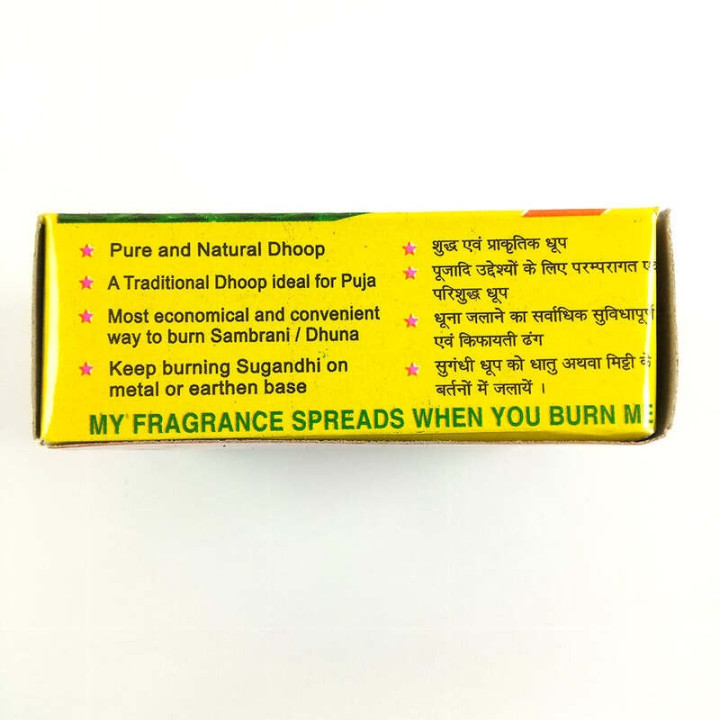 Pure and Natural Dhoop
A Traditional Dhoop ideal for Puja
Most economical and convenient
way to burn Sambrani / Dhuna
Keep burning Sugandhi on
metal or earthen base
शुद्ध एवं प्राकृतिक धूप
पूजादि उद्देश्यों के लिए परम्परागत
परिशुद्ध धूप
धूना जलाने का सर्वाधिक सुविधापूर्ण
एवं किफायती ढंग
सुगंधी धूप को धातु अथवा मिट्टी के
बर्तनों में जलायें ।
MY FRAGRANCE SPREADS WHEN YOU BURN ME